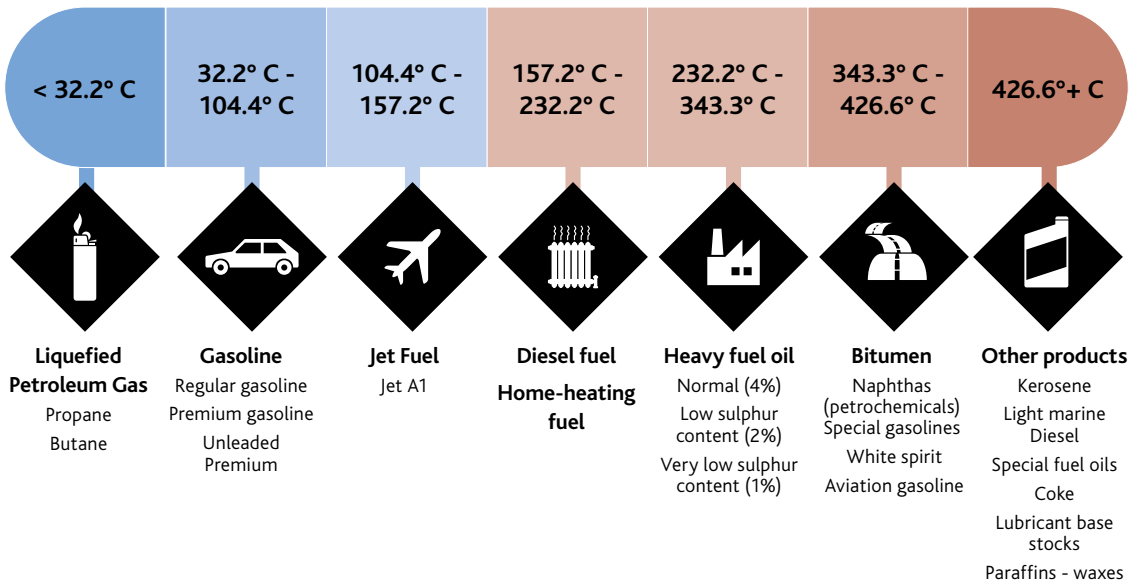 < 32.2° C
32.2° C -
104.4° C
104.4° C -
157.2° C
157.2° C -
232.2° C
232.2° C -
343.3° C
343.3° C -
426.6° C
426.6°+ C
Liquefied
Petroleum Gas
Propane
Butane
Gasoline
Regular gasoline
Premium gasoline
Unleaded
Premium
Jet Fuel
Jet A1
Diesel fuel
Home-heating
fuel
Heavy fuel oil
Normal (4%)
Low sulphur
content (2%)
Very low sulphur
content (1%)
Bitumen
Naphthas
(petrochemicals)
Special gasolines
White spirit
Aviation gasoline
Other products
Kerosene
Light marine
Diesel
Special fuel oils
Coke
Lubricant base
stocks
Paraffins - waxes